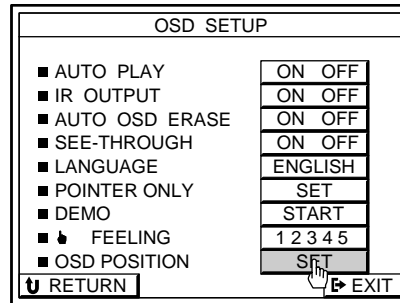 OSD SETUP
AUTO PLAY ON OFF
IR OUTPUT ON OFF
AUTO OSD ERASE ON OFF
SEE-THROUGH ON OFF
LANGUAGE ENGLISH
POINTER ONLY SET
DEMO START
FEELING 1 2 3 4 5
OSD POSITION SET
RETURN EXIT